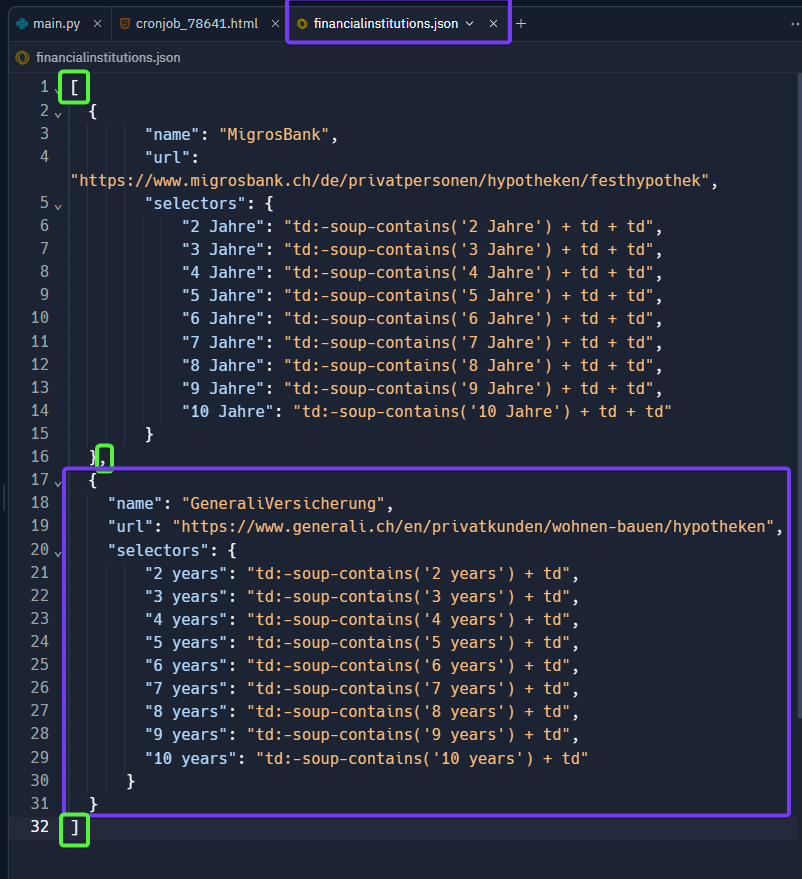 main.py × cronjob_78641.html × financialinstitutions.json × +
financialinstitutions.json
1 [
2 {
3 "name": "MigrosBank",
4 "url":
"https://www.migrosbank.ch/de/privatpersonen/hypotheken/festhypothek",
5 "selectors": {
6 "2 Jahre": "td:-soup-contains('2 Jahre') + td + td",
7 "3 Jahre": "td:-soup-contains('3 Jahre') + td + td",
8 "4 Jahre": "td:-soup-contains('4 Jahre') + td + td",
9 "5 Jahre": "td:-soup-contains('5 Jahre') + td + td",
10 "6 Jahre": "td:-soup-contains('6 Jahre') + td + td",
11 "7 Jahre": "td:-soup-contains('7 Jahre') + td + td",
12 "8 Jahre": "td:-soup-contains('8 Jahre') + td + td",
13 "9 Jahre": "td:-soup-contains('9 Jahre') + td + td",
14 "10 Jahre": "td:-soup-contains('10 Jahre') + td + td"
15 }
16 },
17 {
18 "name": "GeneraliVersicherung",
19 "url": "https://www.generali.ch/en/privatkunden/wohnen-bauen/hypotheken",
20 "selectors": {
21 "2 years": "td:-soup-contains('2 years') + td",
22 "3 years": "td:-soup-contains('3 years') + td",
23 "4 years": "td:-soup-contains('4 years') + td",
24 "5 years": "td:-soup-contains('5 years') + td",
25 "6 years": "td:-soup-contains('6 years') + td",
26 "7 years": "td:-soup-contains('7 years') + td",
27 "8 years": "td:-soup-contains('8 years') + td",
28 "9 years": "td:-soup-contains('9 years') + td",
29 "10 years": "td:-soup-contains('10 years') + td"
30 }
31 }
32 ]